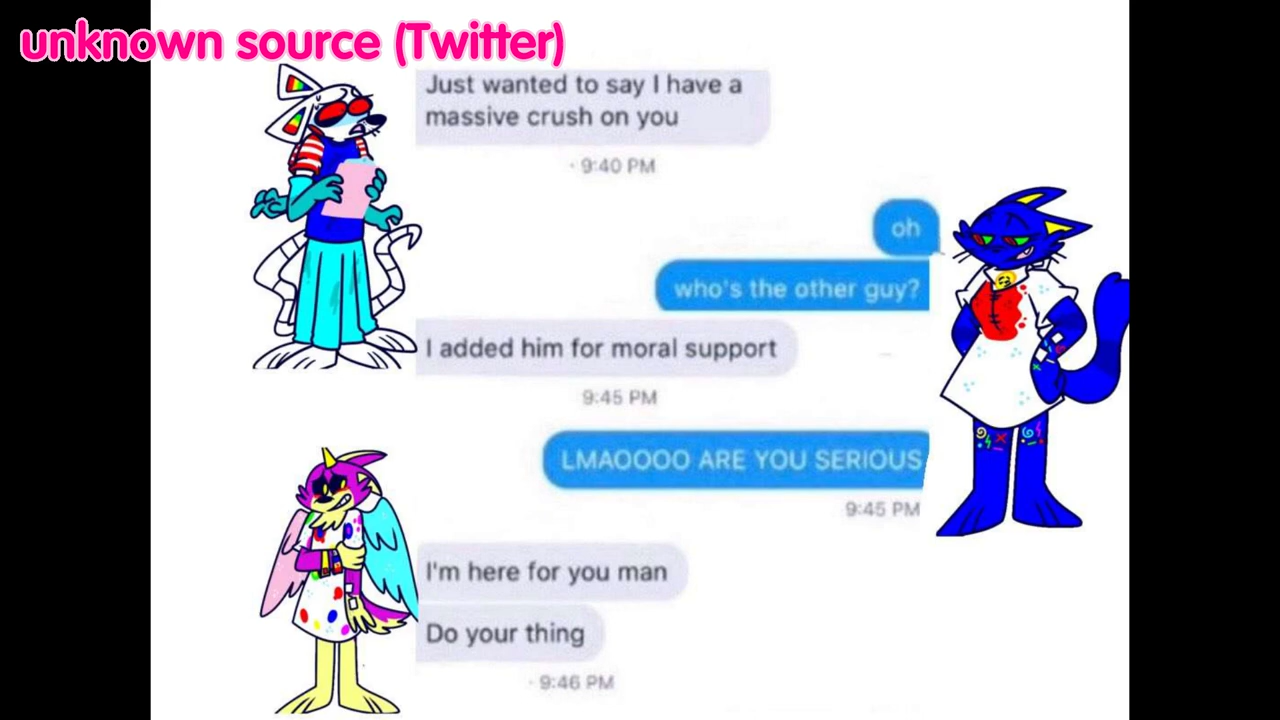 unknown source (Twitter)
Just wanted to say I have a
massive crush on you
9:40 PM
oh
who's the other guy?
I added him for moral support
9:45 PM
LMAOOOO ARE YOU SERIOUS
9:45 PM
I'm here for you man
Do your thing
9:46 PM